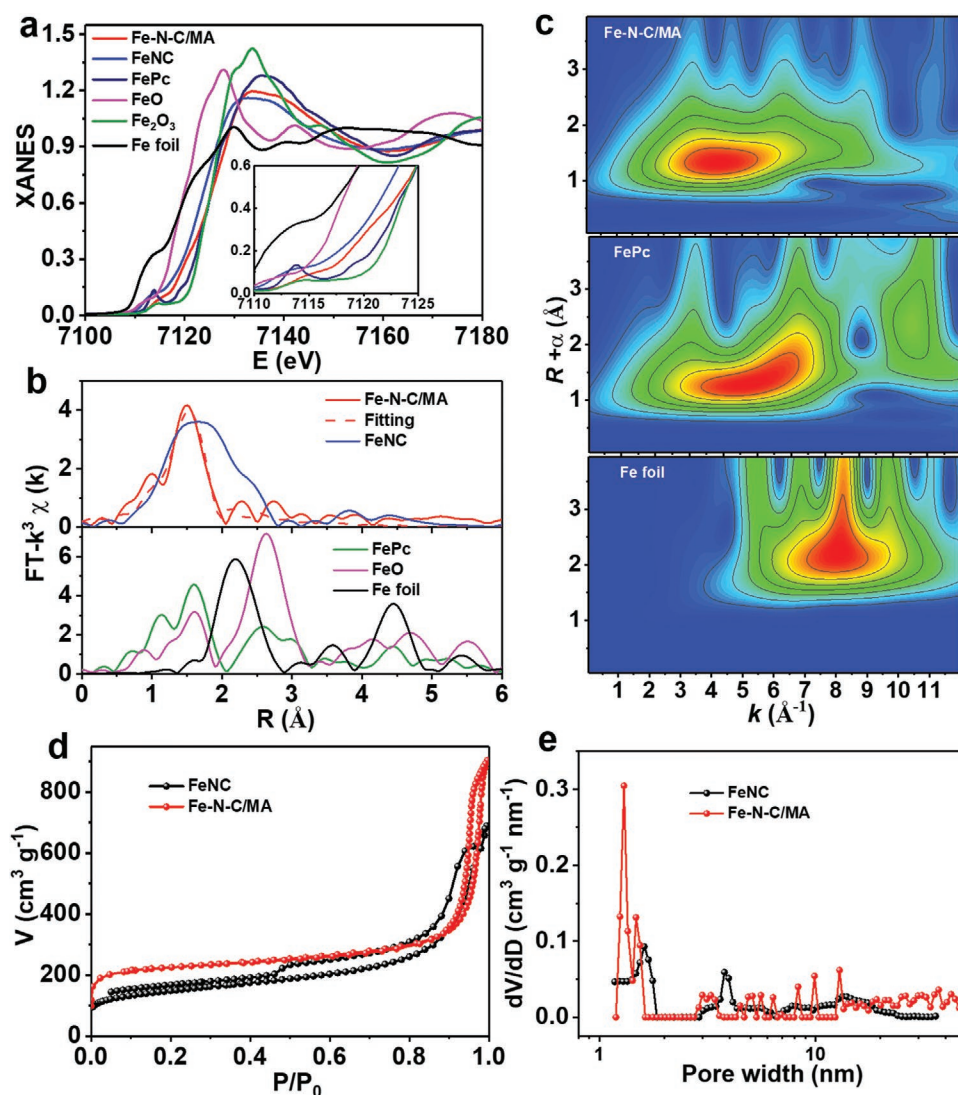 a
Fe-N-C/MA
FeNC
FePc
FeO
Fe₂O₃
Fe foil
XANES
1.5
1.2
0.9
0.6
0.3
0.0
0.6
0.4
0.2
0.0
7110 7115 7120 7125
7100 7120 7140 7160 7180
E (eV)
b
Fe-N-C/MA
Fitting
FeNC
FT-k³ χ (k)
4
2
0
FePc
FeO
Fe foil
6
4
2
0
0 1 2 3 4 5 6
R (Å)
c
Fe-N-C/MA
3
2
1
FePc
R +α (Å)
3
2
1
Fe foil
3
2
1
1 2 3 4 5 6 7 8 9 10 11
k (Å⁻¹)
d
FeNC
Fe-N-C/MA
V (cm³ g⁻¹)
800
600
400
200
0
0.0 0.2 0.4 0.6 0.8 1.0
P/P₀
e
FeNC
Fe-N-C/MA
dV/dD (cm³ g⁻¹ nm⁻¹)
0.3
0.2
0.1
0.0
1 10
Pore width (nm)